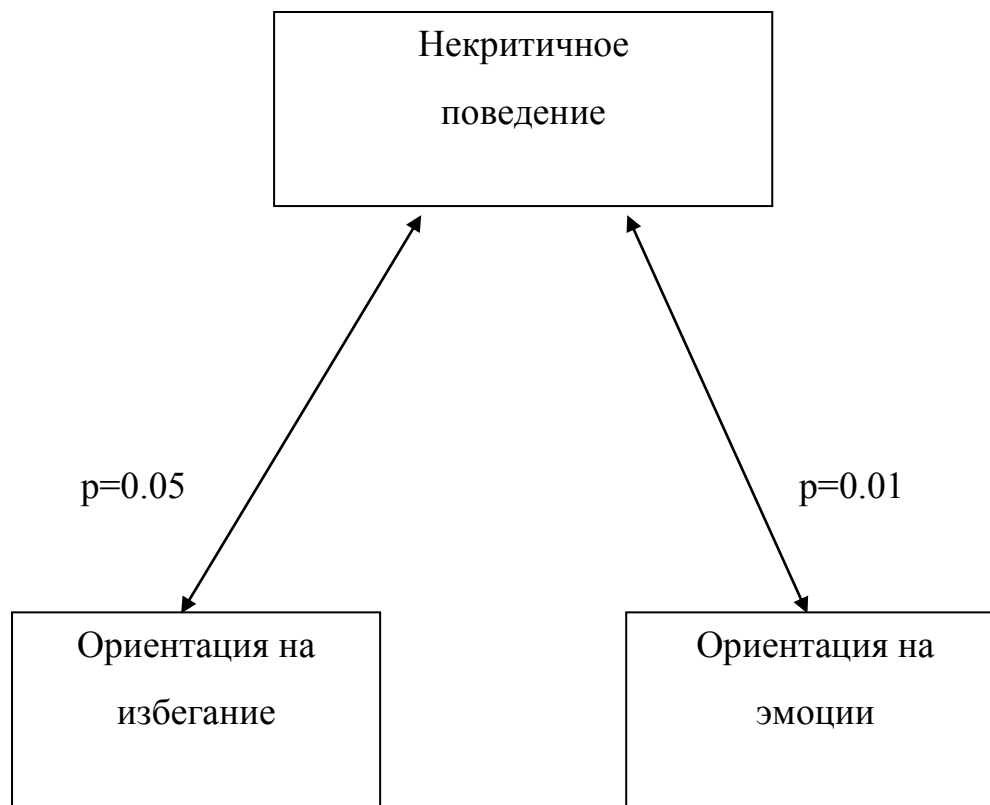 Некритичное
поведение
p=0.05
p=0.01
Ориентация на
избегание
Ориентация на
эмоции